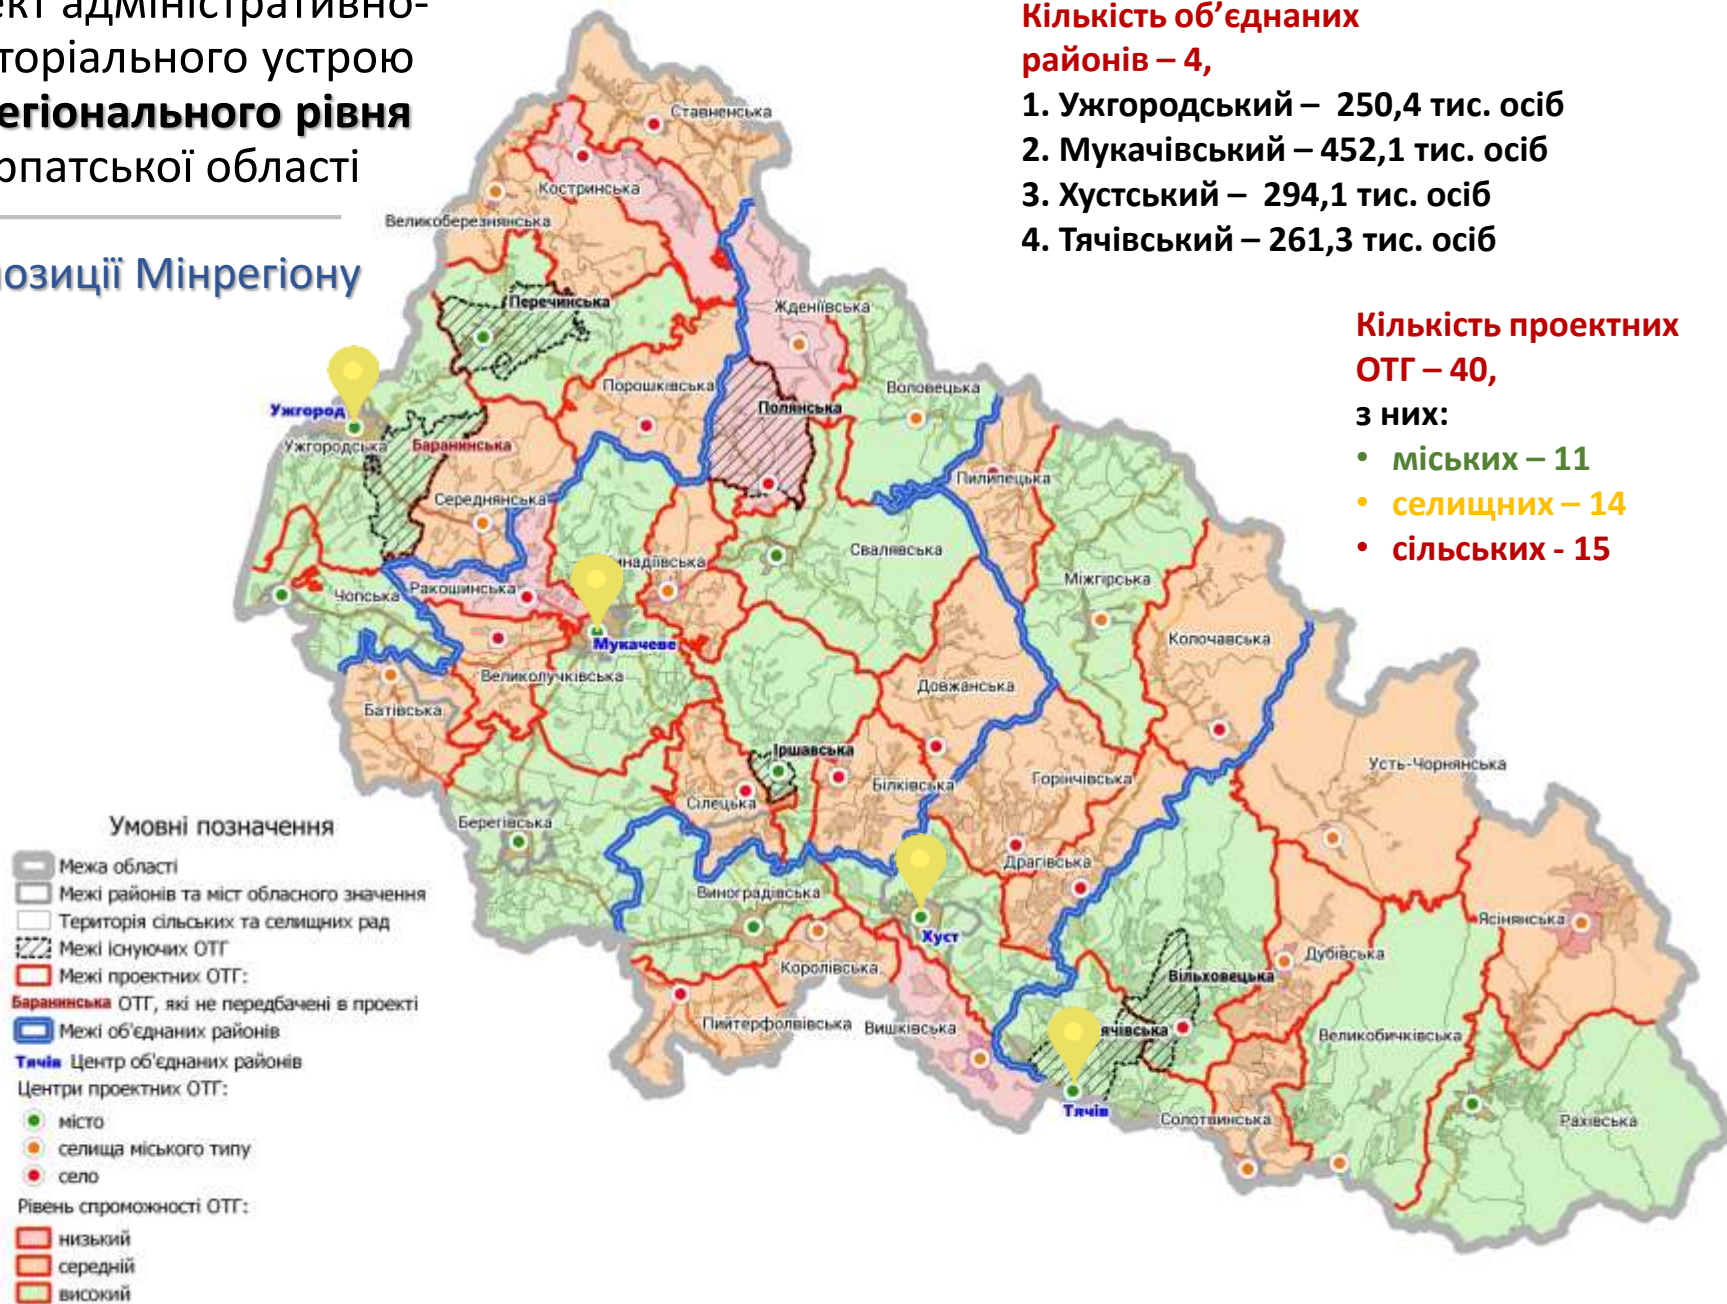 ект адміністративно-
торіального устрою
егіонального рівня
рпатської області
позиції Мінрегіону
Кількість об’єднаних
районів – 4,
1. Ужгородський – 250,4 тис. осіб
2. Мукачівський – 452,1 тис. осіб
3. Хустський – 294,1 тис. осіб
4. Тячівський – 261,3 тис. осіб
Кількість проектних
ОТГ – 40,
з них:
• міських – 11
• селищних – 14
• сільських - 15
Ставненська
Костринська
Великоберезнянська
Перечинська
Жденіївська
Порошківська
Полянська
Воловецька
Ужгород
Ужгородська
Баранинська
Середнянська
Пилипецька
Свалявська
инадіївська
Міжгірська
Чопська
Ракошинська
Мукачеве
Колочавська
Великолучківська
Довжанська
Батівська
Іршавська
Білківська
Горінчівська
Усть-Чорнянська
Сілецька
Берегівська
Драгівська
Виноградівська
Хуст
Ясінянська
Дубівська
Королівська
Вільховецька
Пийтерфолвівська
Вишківська
ячівська
Великобичківська
Тячів
Солотвинська
Рахівська
Умовні позначення
Межа області
Межі районів та міст обласного значення
Територія сільських та селищних рад
Межі існуючих ОТГ
Межі проектних ОТГ:
Баранинська ОТГ, які не передбачені в проекті
Межі об'єднаних районів
Тячів Центр об'єднаних районів
Центри проектних ОТГ:
місто
селища міського типу
село
Рівень спроможності ОТГ:
низький
середній
високий